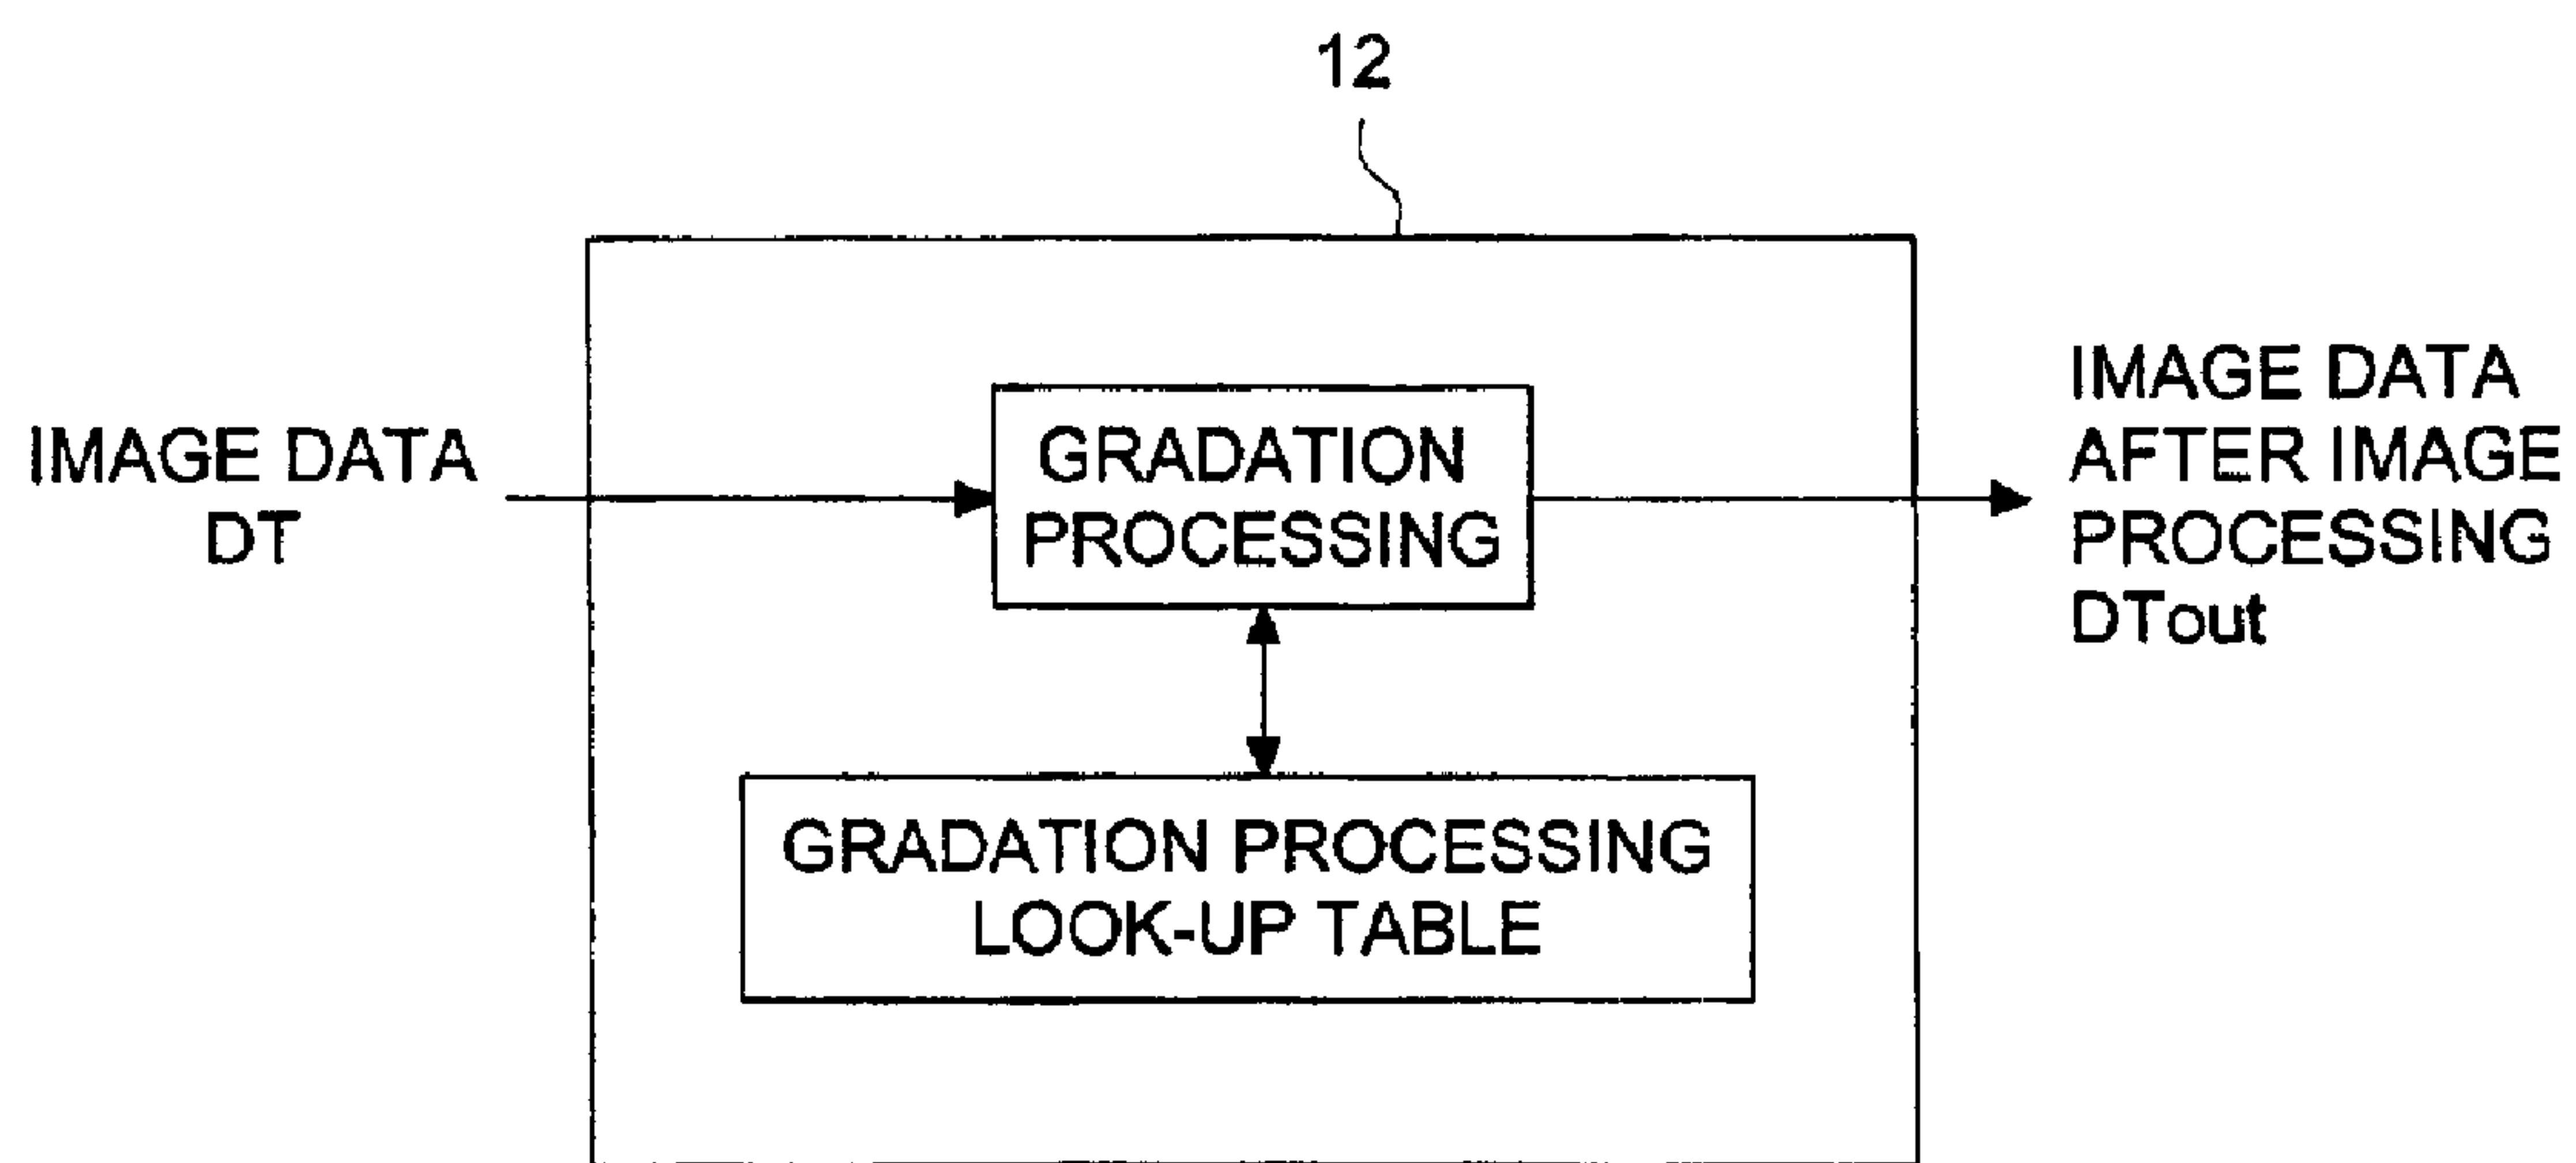 12
IMAGE DATA
DT
GRADATION
PROCESSING
GRADATION PROCESSING
LOOK-UP TABLE
IMAGE DATA
AFTER IMAGE
PROCESSING
DTout